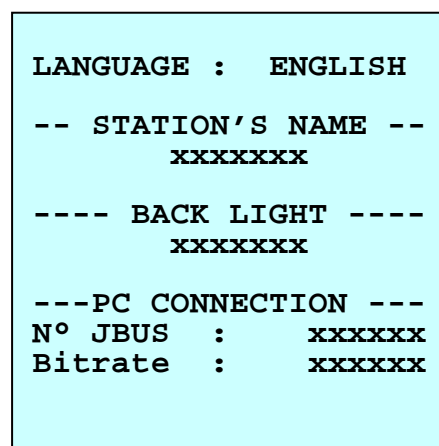 LANGUAGE : ENGLISH
-- STATION’S NAME --
xxxxxxx
---- BACK LIGHT ----
xxxxxxx
---PC CONNECTION ---
N° JBUS : xxxxxx
Bitrate : xxxxxx